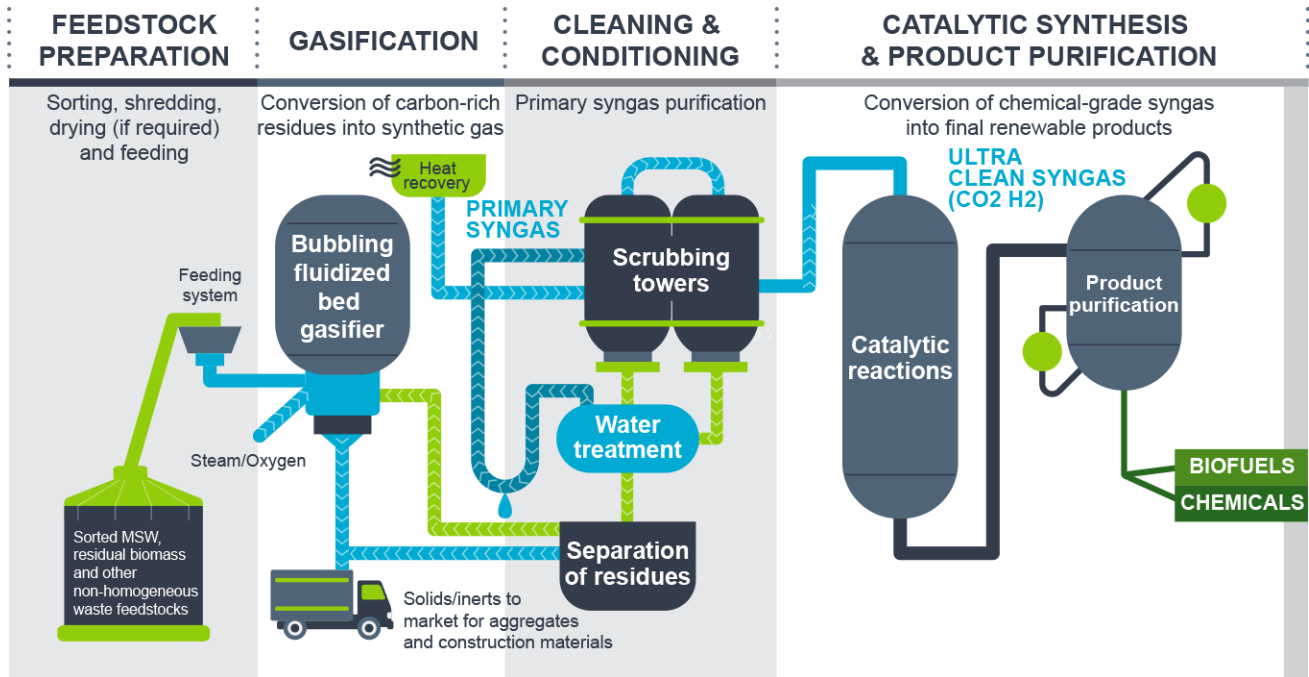 FEEDSTOCK
PREPARATION
GASIFICATION
CLEANING &
CONDITIONING
CATALYTIC SYNTHESIS
& PRODUCT PURIFICATION
Sorting, shredding,
drying (if required)
and feeding
Conversion of carbon-rich
residues into synthetic gas
Primary syngas purification
Conversion of chemical-grade syngas
into final renewable products
Heat
recovery
PRIMARY
SYNGAS
ULTRA
CLEAN SYNGAS
(CO2 H2)
Bubbling
fluidized
bed
gasifier
Scrubbing
towers
Feeding
system
Product
purification
Catalytic
reactions
Water
treatment
Steam/Oxygen
BIOFUELS
CHEMICALS
Sorted MSW,
residual biomass
and other
non-homogeneous
waste feedstocks
Separation
of residues
Solids/inerts to
market for aggregates
and construction materials